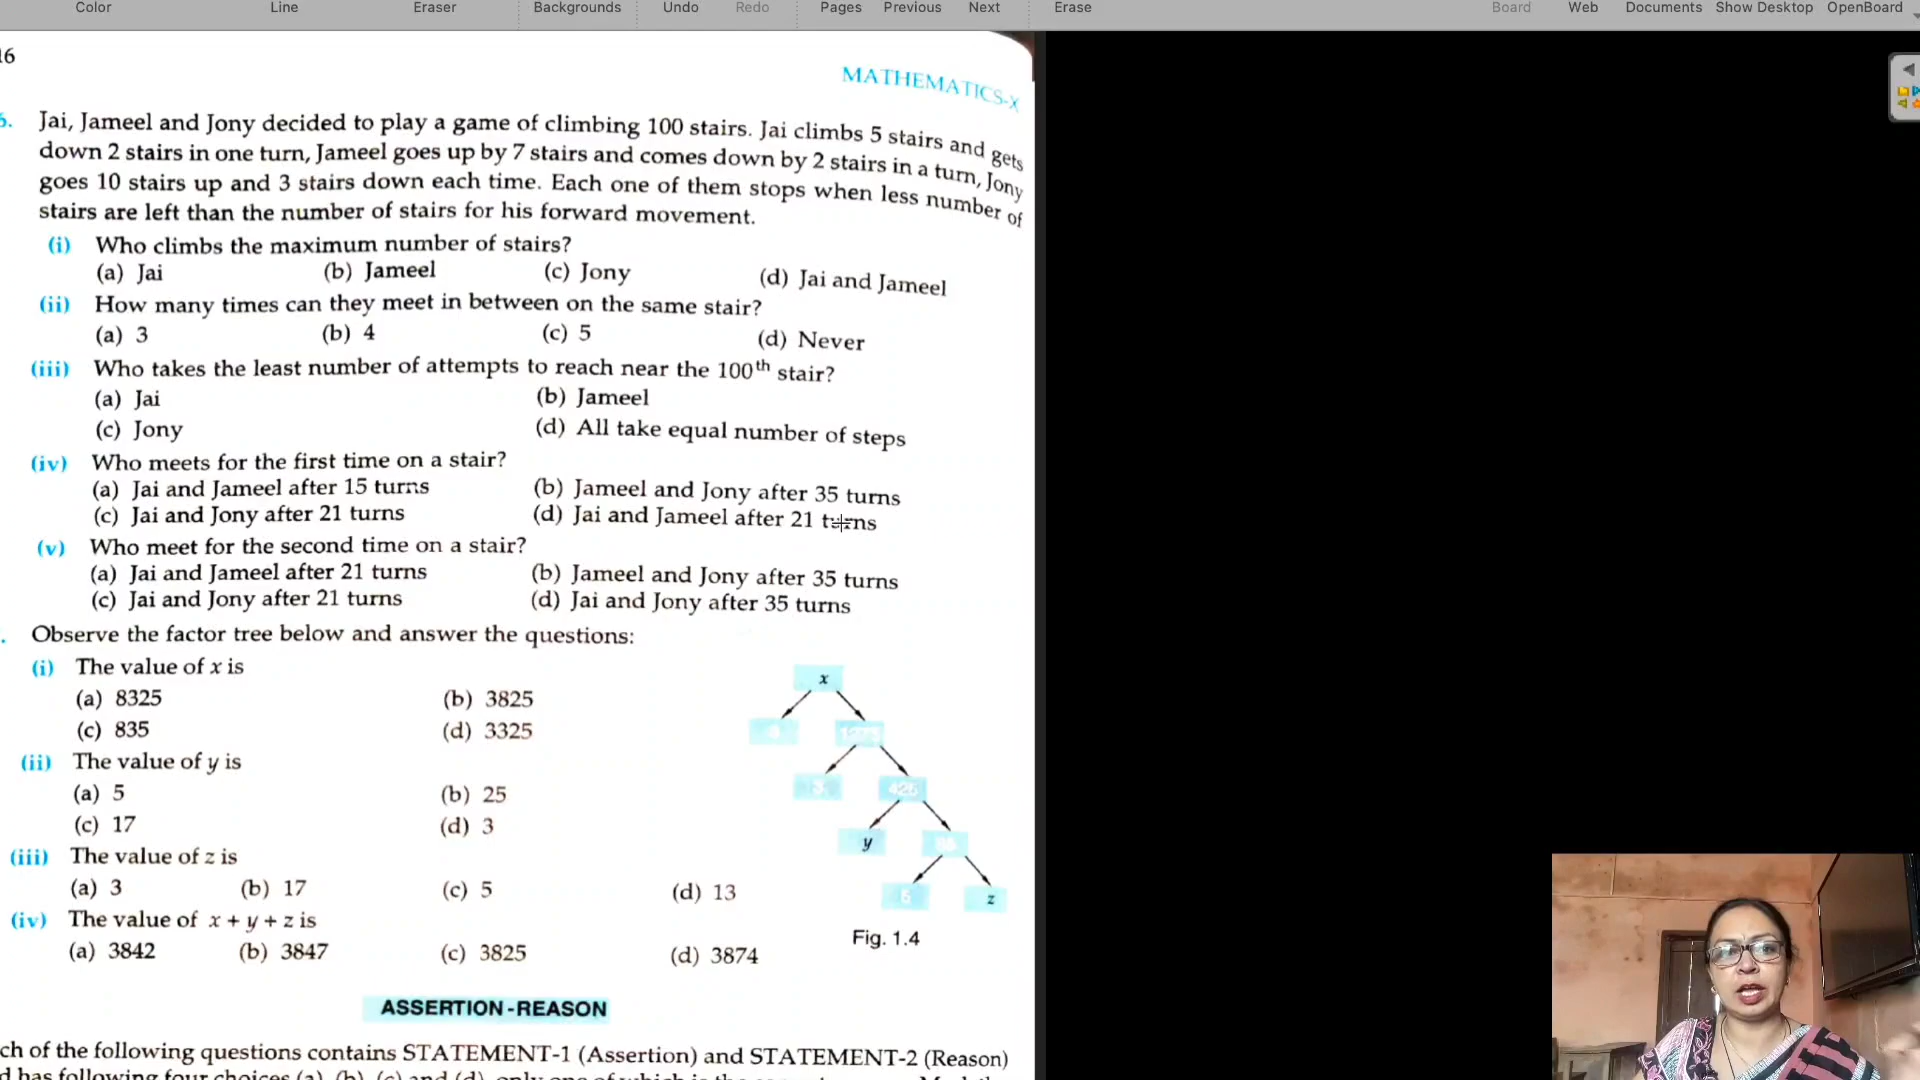 Color Line Eraser Backgrounds Undo Redo Pages Previous Next Erase Board Web Documents Show Desktop OpenBoard
16
MATHEMATICS-X
Jai, Jameel and Jony decided to play a game of climbing 100 stairs. Jai climbs 5 stairs and gets
down 2 stairs in one turn, Jameel goes up by 7 stairs and comes down by 2 stairs in a turn, Jony
goes 10 stairs up and 3 stairs down each time. Each one of them stops when less number of
stairs are left than the number of stairs for his forward movement.
(i) Who climbs the maximum number of stairs?
(a) Jai (b) Jameel (c) Jony (d) Jai and Jameel
(ii) How many times can they meet in between on the same stair?
(a) 3 (b) 4 (c) 5 (d) Never
(iii) Who takes the least number of attempts to reach near the 100th stair?
(a) Jai (b) Jameel
(c) Jony (d) All take equal number of steps
(iv) Who meets for the first time on a stair?
(a) Jai and Jameel after 15 turns (b) Jameel and Jony after 35 turns
(c) Jai and Jony after 21 turns (d) Jai and Jameel after 21 turns
(v) Who meet for the second time on a stair?
(a) Jai and Jameel after 21 turns (b) Jameel and Jony after 35 turns
(c) Jai and Jony after 21 turns (d) Jai and Jony after 35 turns
. Observe the factor tree below and answer the questions:
(i) The value of x is
(a) 8325 (b) 3825
(c) 835 (d) 3325
(ii) The value of y is
(a) 5 (b) 25
(c) 17 (d) 3
(iii) The value of z is
(a) 3 (b) 17 (c) 5 (d) 13
(iv) The value of x + y + z is
(a) 3842 (b) 3847 (c) 3825 (d) 3874
x
1275
3 425
y
5 z
Fig. 1.4
ASSERTION-REASON
ch of the following questions contains STATEMENT-1 (Assertion) and STATEMENT-2 (Reason)